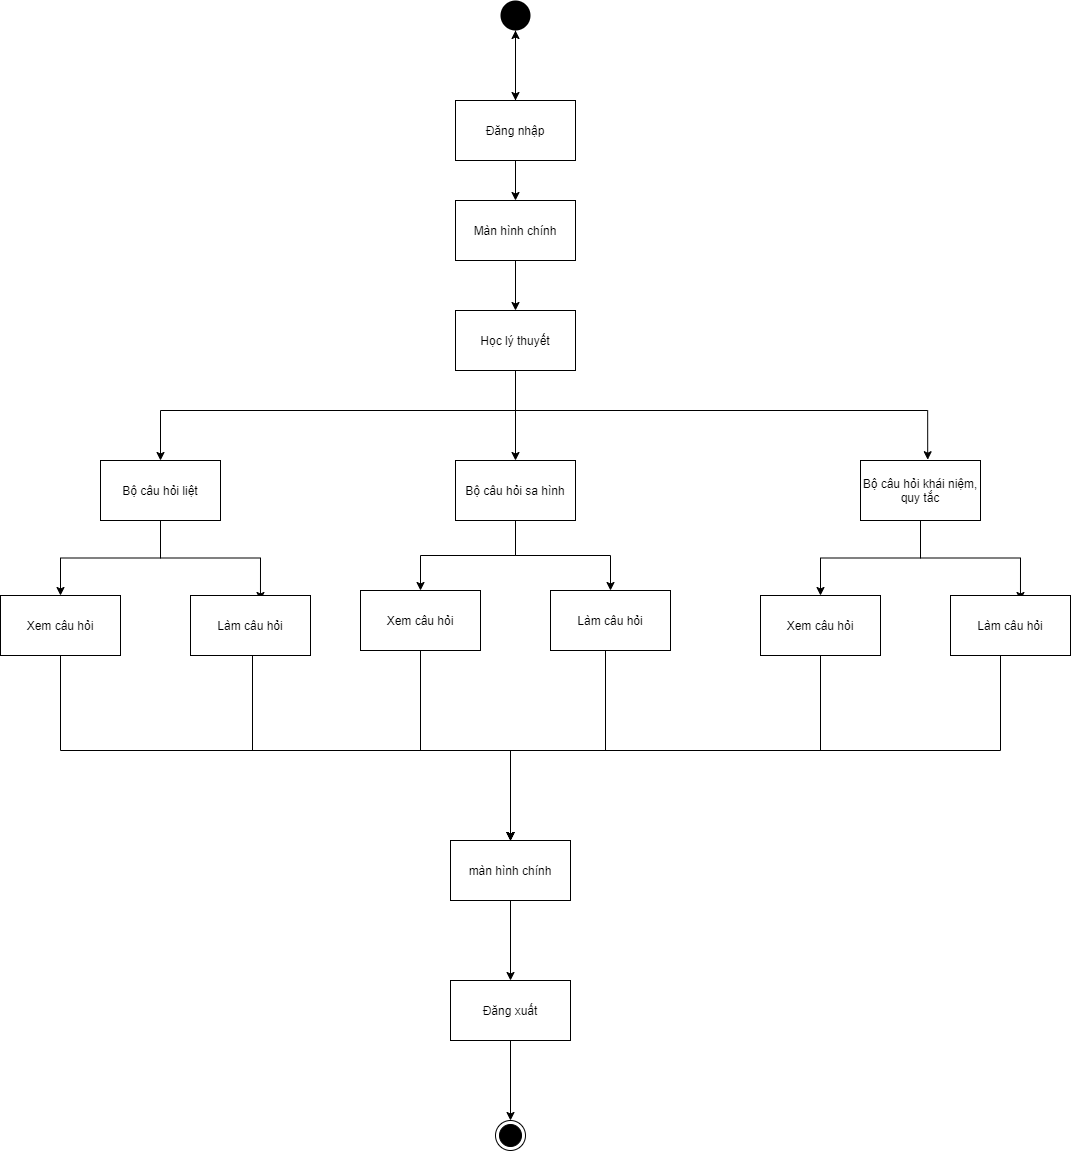 Đăng nhập
Màn hình chính
Học lý thuyết
Bộ câu hỏi liệt
Bộ câu hỏi sa hình
Bộ câu hỏi khái niệm,
quy tắc
Xem câu hỏi
Làm câu hỏi
Xem câu hỏi
Làm câu hỏi
Xem câu hỏi
Làm câu hỏi
màn hình chính
Đăng xuất